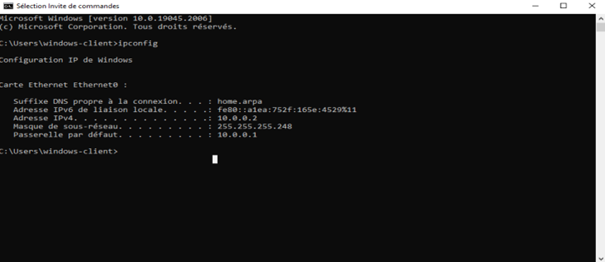 Sélection Invite de commandes
Microsoft Windows [version 10.0.19045.2006]
(c) Microsoft Corporation. Tous droits réservés.
C:\Users\windows-client>ipconfig
Configuration IP de Windows
Carte Ethernet Ethernet0 :
Suffixe DNS propre à la connexion. . . : home.arpa
Adresse IPv6 de liaison locale. . . . .: fe80::a1ea:752f:165e:4529%11
Adresse IPv4. . . . . . . . . . . . . .: 10.0.0.2
Masque de sous-réseau. . . . . . . . . : 255.255.255.248
Passerelle par défaut. . . . . . . . . : 10.0.0.1
C:\Users\windows-client>